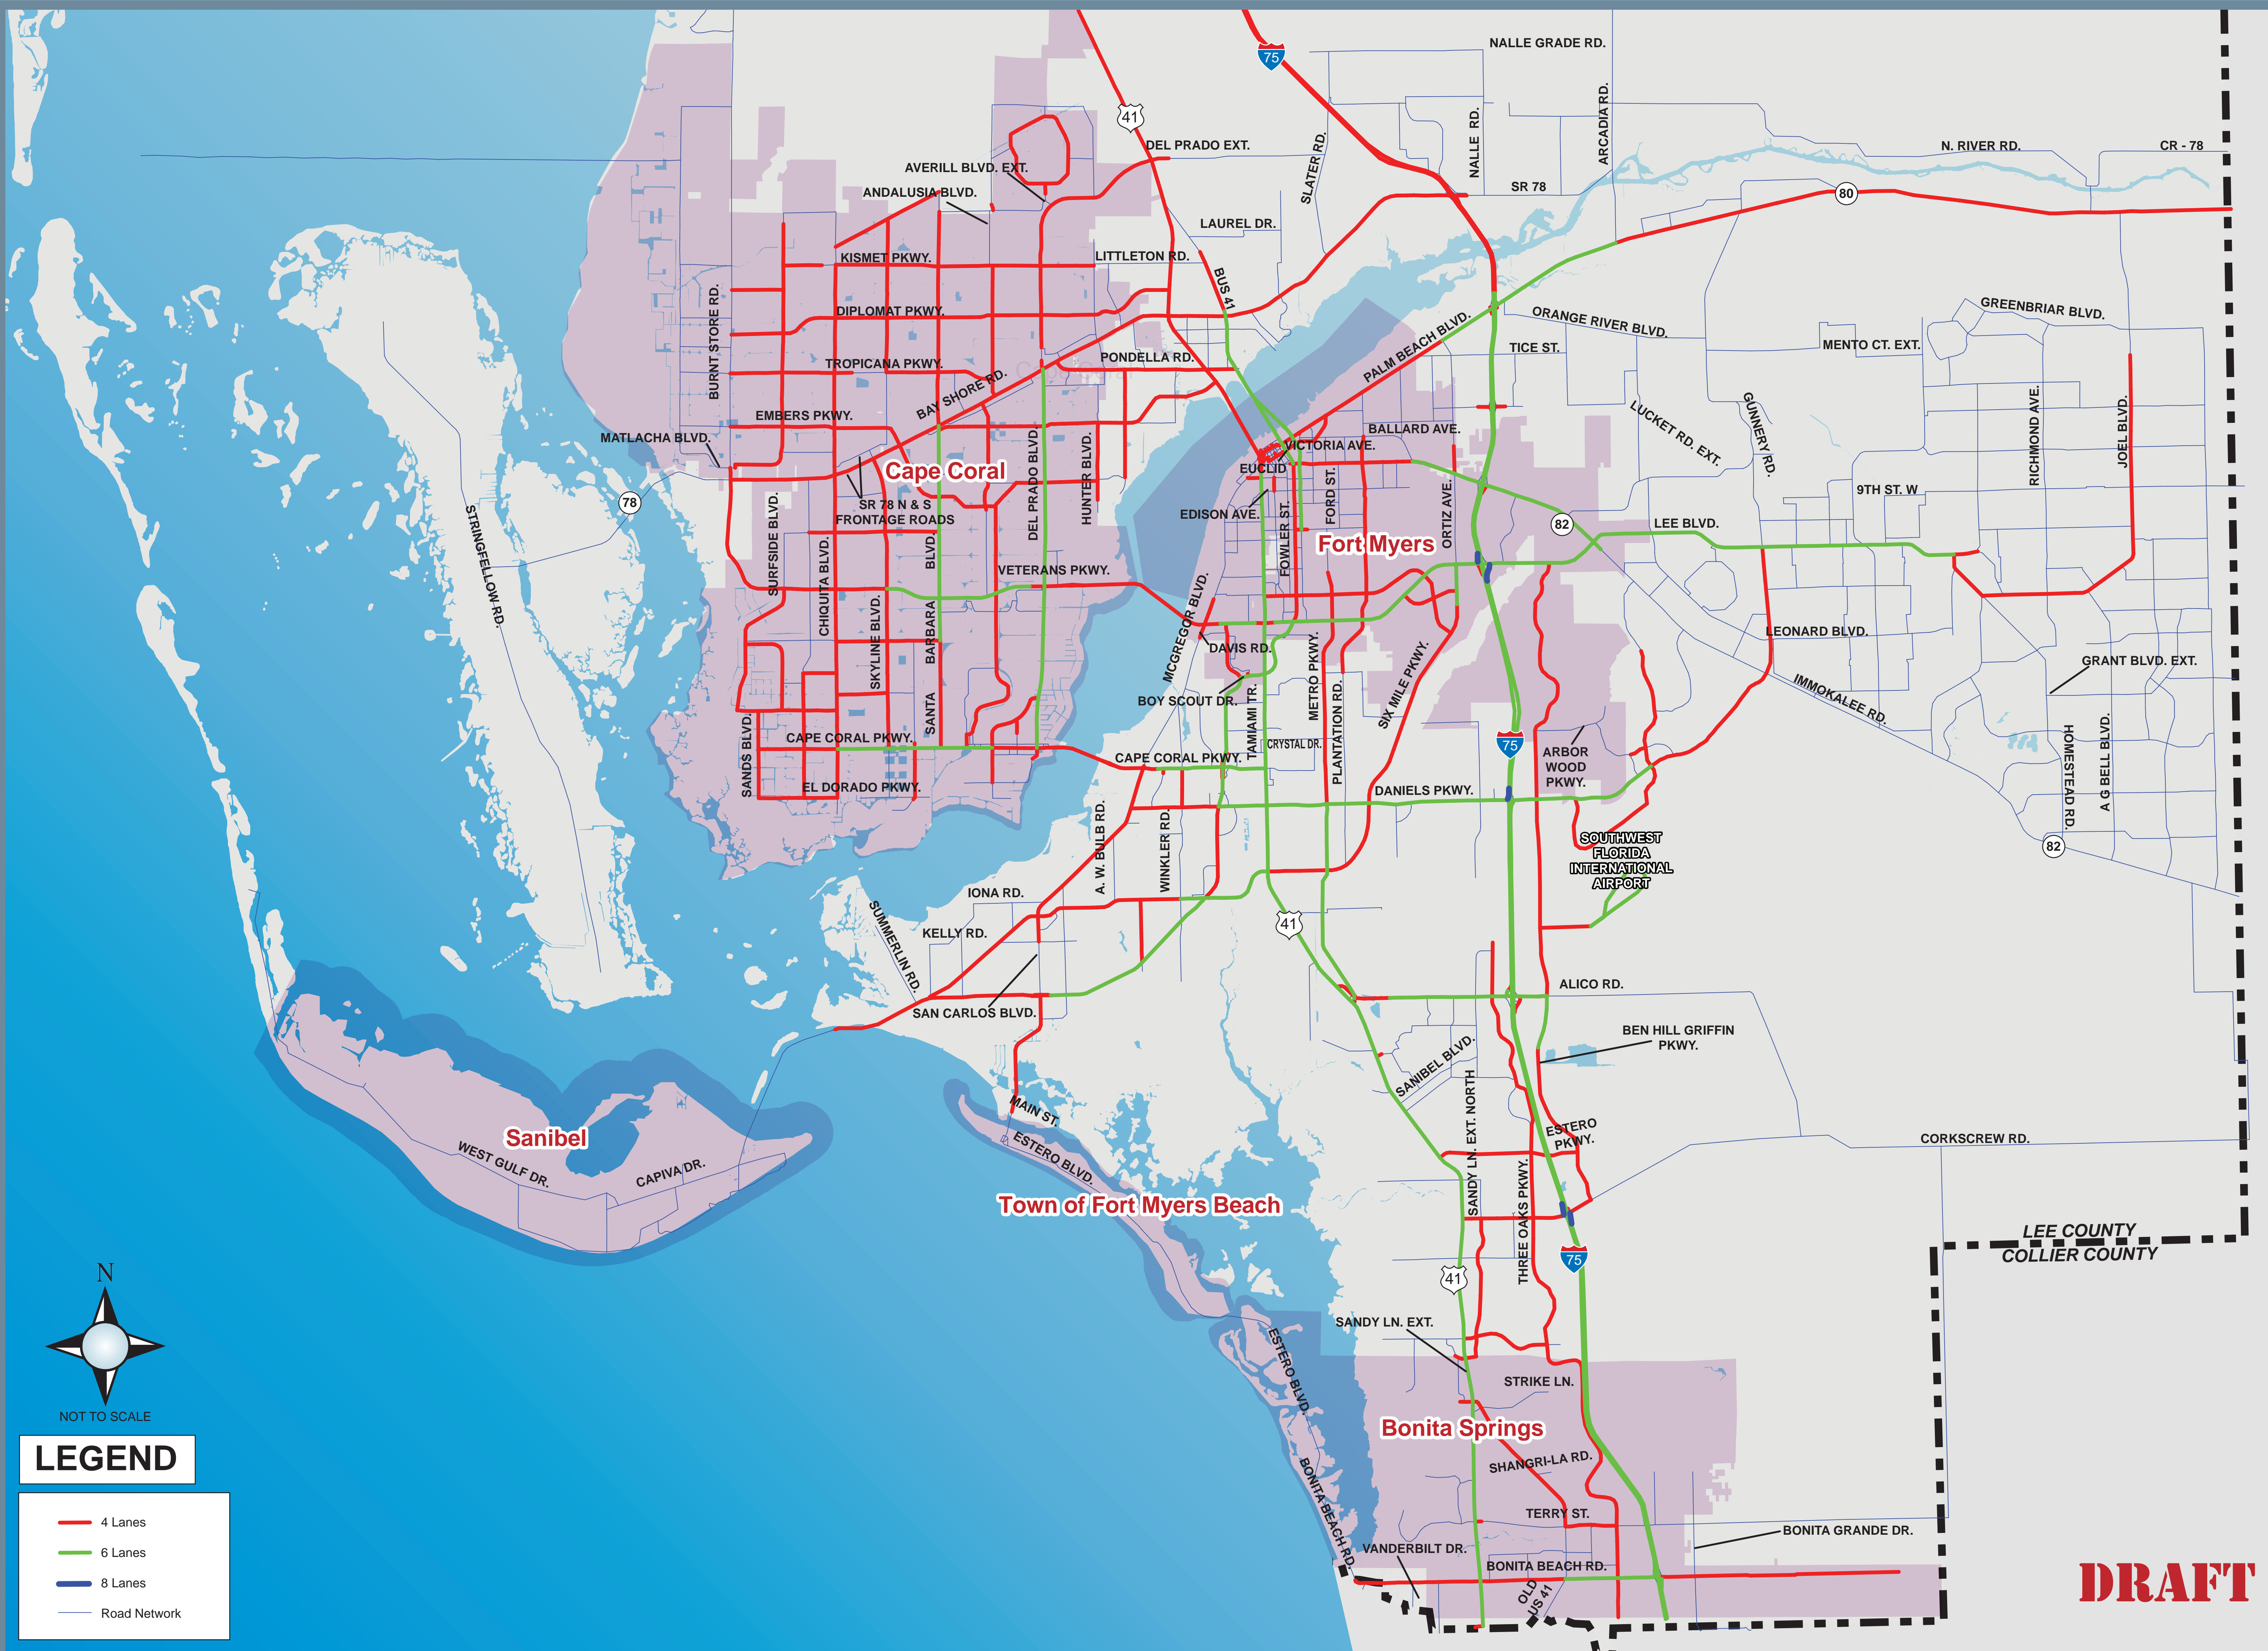 NALLE GRADE RD.
75
41
DEL PRADO EXT.
SLATER RD.
NALLE RD.
ARCADIA RD.
N. RIVER RD.
CR - 78
AVERILL BLVD. EXT.
ANDALUSIA BLVD.
SR 78
80
LAUREL DR.
KISMET PKWY.
LITTLETON RD.
BUS 41
BURNT STORE RD.
DIPLOMAT PKWY.
PALM BEACH BLVD.
ORANGE RIVER BLVD.
GREENBRIAR BLVD.
TROPICANA PKWY.
PONDELLA RD.
TICE ST.
MENTO CT. EXT.
BAY SHORE RD.
EMBERS PKWY.
MATLACHA BLVD.
BALLARD AVE.
LUCKET RD. EXT.
GUNNERY RD.
RICHMOND AVE.
JOEL BLVD.
VICTORIA AVE.
Cape Coral
EUCLID
DEL PRADO BLVD.
HUNTER BLVD.
78
SR 78 N & S
FRONTAGE ROADS
SURFSIDE BLVD.
EDISON AVE.
FORD ST.
ORTIZ AVE.
9TH ST. W
STRINGFELLOW RD.
82
LEE BLVD.
FOWLER ST.
Fort Myers
CHIQUITA BLVD.
SKYLINE BLVD.
SANTA BARBARA BLVD.
VETERANS PKWY.
MCGREGOR BLVD.
LEONARD BLVD.
DAVIS RD.
GRANT BLVD. EXT.
METRO PKWY.
SIX MILE PKWY.
BOY SCOUT DR.
TAMIAMI TR.
PLANTATION RD.
IMMOKALEE RD.
SANDS BLVD.
CAPE CORAL PKWY.
CRYSTAL DR.
75
ARBOR
WOOD
PKWY.
HOMESTEAD RD.
A G BELL BLVD.
CAPE CORAL PKWY.
EL DORADO PKWY.
DANIELS PKWY.
A. W. BULB RD.
WINKLER RD.
SOUTHWEST
FLORIDA
INTERNATIONAL
AIRPORT
82
IONA RD.
SUMMERLIN RD.
KELLY RD.
41
ALICO RD.
SAN CARLOS BLVD.
BEN HILL GRIFFIN
PKWY.
SANIBEL BLVD.
SANDY LN. EXT. NORTH
MAIN ST.
ESTERO
PKWY.
CORKSCREW RD.
Sanibel
WEST GULF DR.
CAPIVA DR.
ESTERO BLVD.
Town of Fort Myers Beach
THREE OAKS PKWY.
LEE COUNTY
COLLIER COUNTY
75
41
N
NOT TO SCALE
SANDY LN. EXT.
ESTERO BLVD.
STRIKE LN.
Bonita Springs
SHANGRI-LA RD.
BONITA BEACH RD.
TERRY ST.
BONITA GRANDE DR.
VANDERBILT DR.
BONITA BEACH RD.
OLD
US 41
LEGEND
4 Lanes
6 Lanes
8 Lanes
Road Network
DRAFT